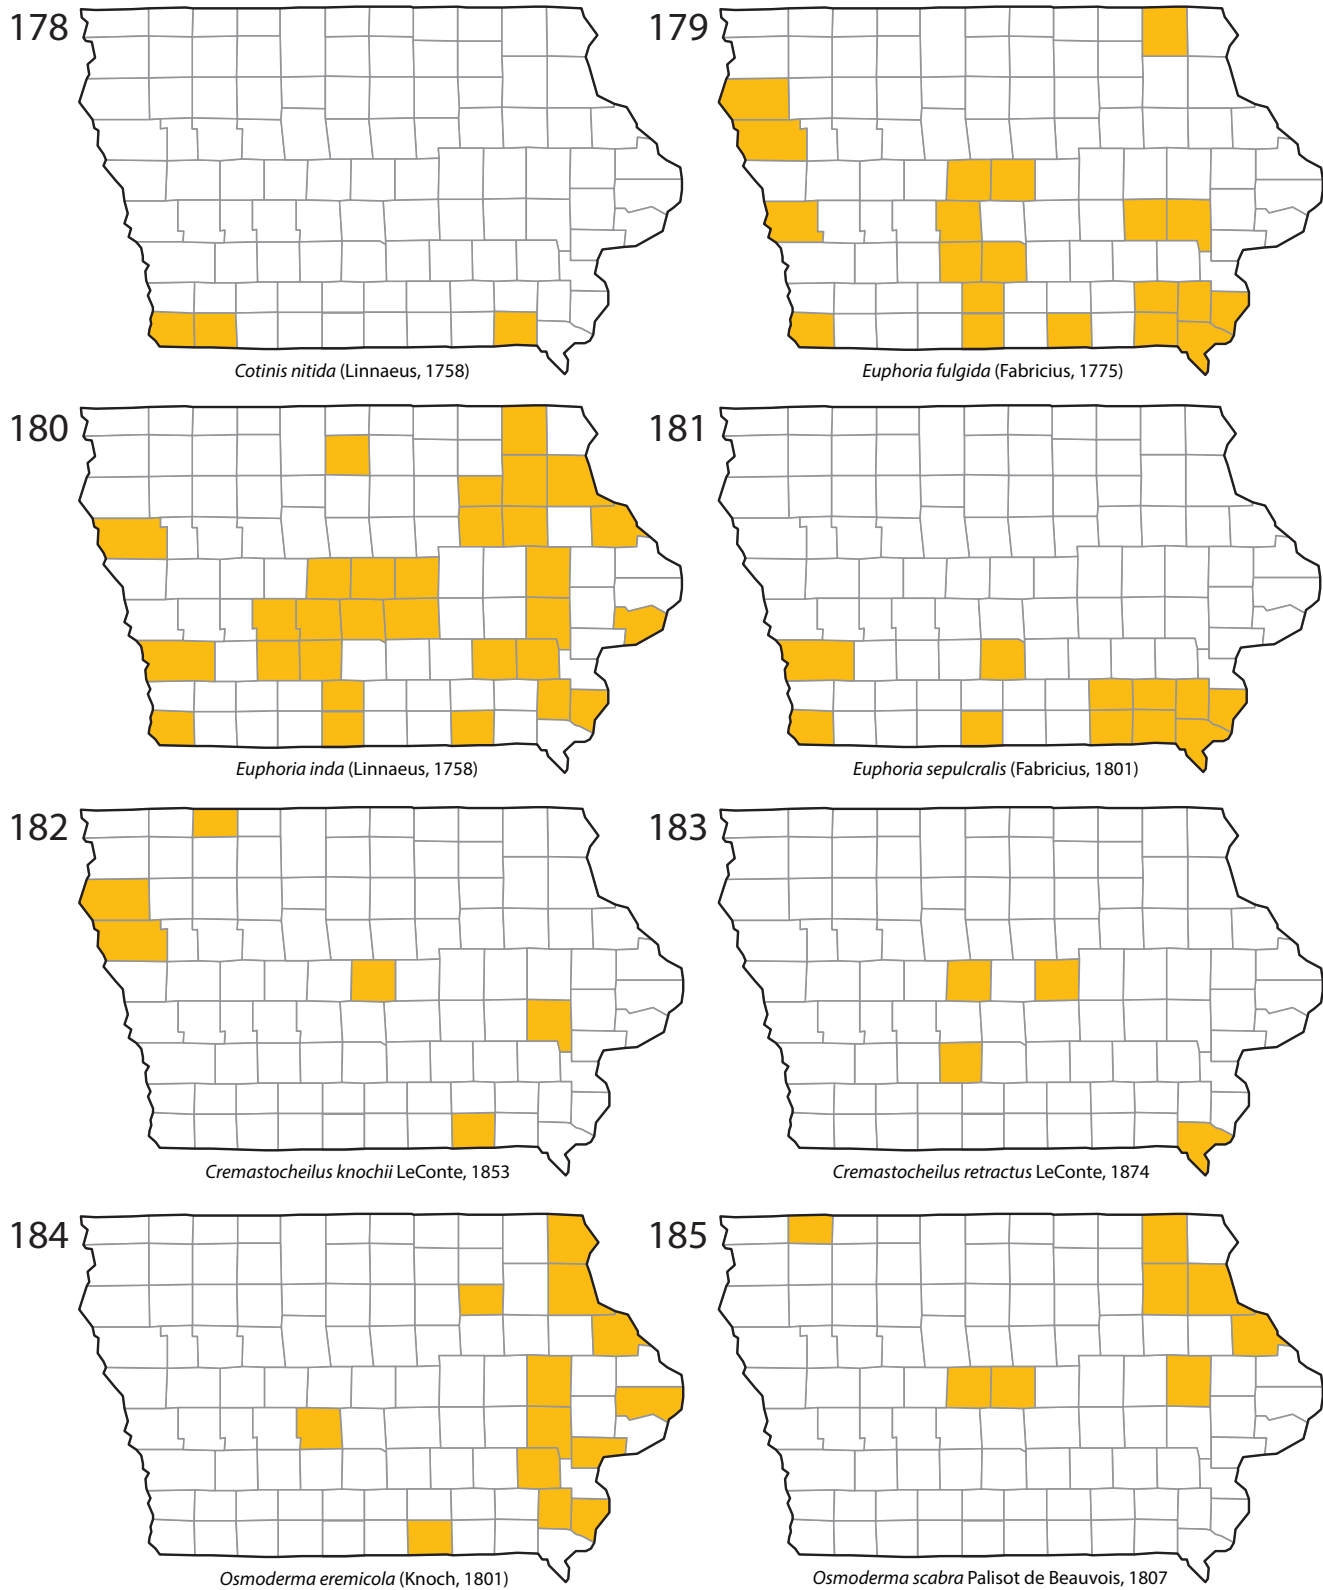 178
179
Cotinis nitida (Linnaeus, 1758)
Euphoria fulgida (Fabricius, 1775)
180
181
Euphoria inda (Linnaeus, 1758)
Euphoria sepulcralis (Fabricius, 1801)
182
183
Cremastocheilus knochii LeConte, 1853
Cremastocheilus retractus LeConte, 1874
184
185
Osmoderma eremicola (Knoch, 1801)
Osmoderma scabra Palisot de Beauvois, 1807